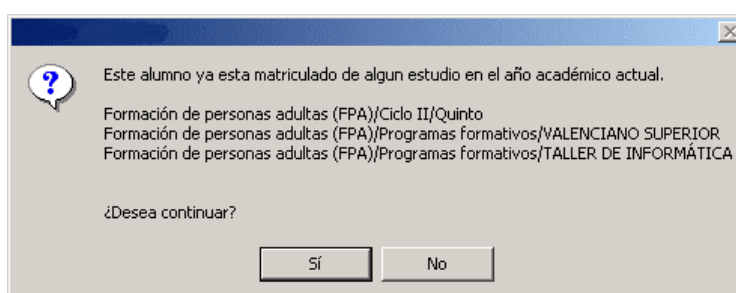 Este alumno ya esta matriculado de algun estudio en el año académico actual.
Formación de personas adultas (FPA)/Ciclo II/Quinto
Formación de personas adultas (FPA)/Programas formativos/VALENCIANO SUPERIOR
Formación de personas adultas (FPA)/Programas formativos/TALLER DE INFORMÁTICA
¿Desea continuar?
Sí
No